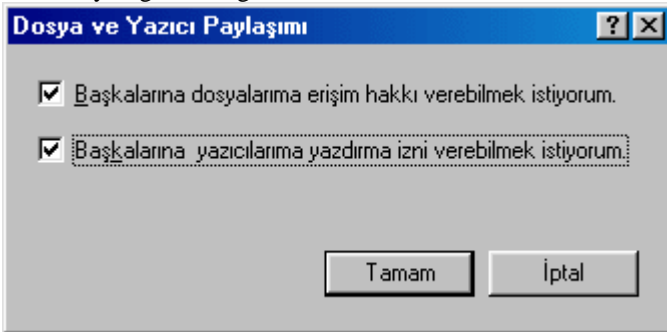 Dosya ve Yazıcı Paylaşımı
Başkalarına dosyalarıma erişim hakkı verebilmek istiyorum.
Başkalarına yazıcılarıma yazdırma izni verebilmek istiyorum.
Tamam İptal